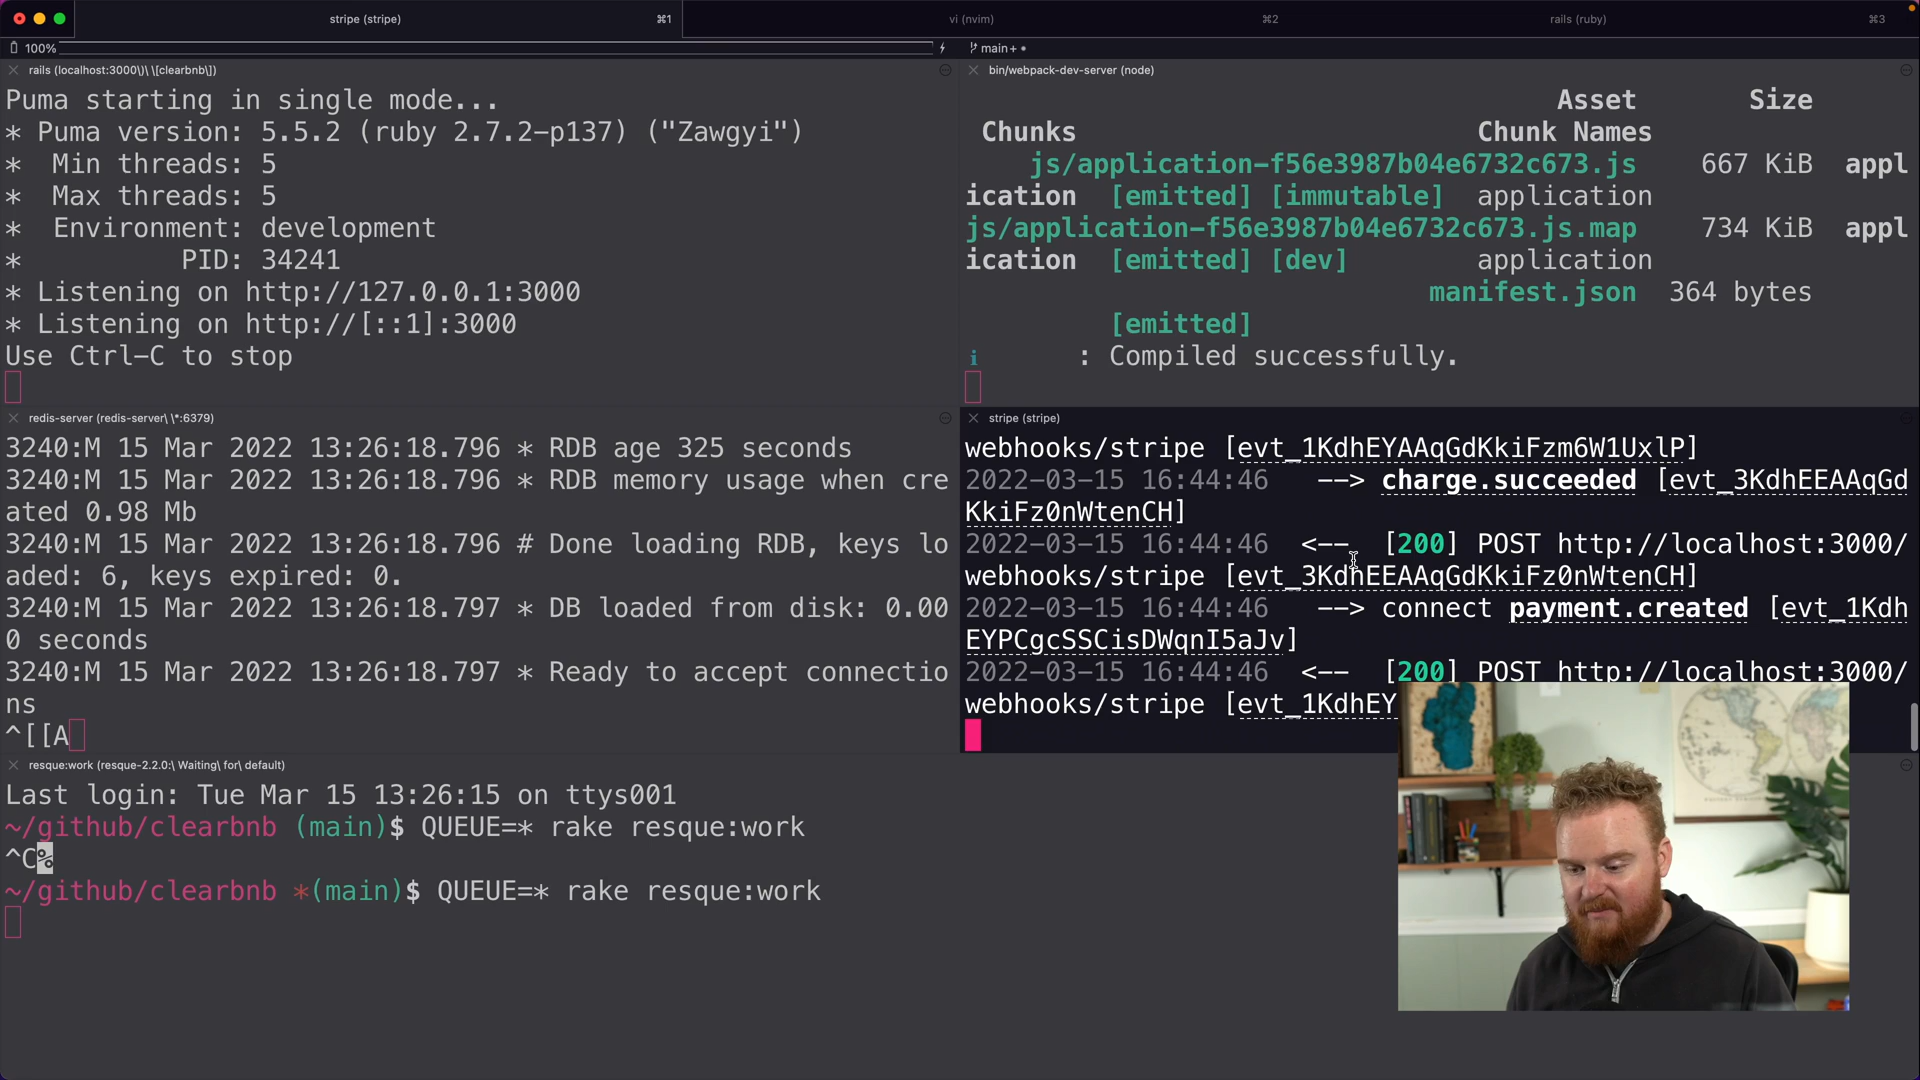 stripe (stripe) ⌘1 vi (nvim) ⌘2 rails (ruby) ⌘3
100% main+ •
rails (localhost:3000\)\ \[clearbnb\])
Puma starting in single mode...
* Puma version: 5.5.2 (ruby 2.7.2-p137) ("Zawgyi")
*  Min threads: 5
*  Max threads: 5
*  Environment: development
*          PID: 34241
* Listening on http://127.0.0.1:3000
* Listening on http://[::1]:3000
Use Ctrl-C to stop
bin/webpack-dev-server (node)
Asset Size
Chunks Chunk Names
js/application-f56e3987b04e6732c673.js 667 KiB appl
ication [emitted] [immutable] application
js/application-f56e3987b04e6732c673.js.map 734 KiB appl
ication [emitted] [dev] application
manifest.json 364 bytes
[emitted]
i : Compiled successfully.
redis-server (redis-server\ \*:6379)
3240:M 15 Mar 2022 13:26:18.796 * RDB age 325 seconds
3240:M 15 Mar 2022 13:26:18.796 * RDB memory usage when cre
ated 0.98 Mb
3240:M 15 Mar 2022 13:26:18.796 # Done loading RDB, keys lo
aded: 6, keys expired: 0.
3240:M 15 Mar 2022 13:26:18.797 * DB loaded from disk: 0.00
0 seconds
3240:M 15 Mar 2022 13:26:18.797 * Ready to accept connectio
ns
^[[A
stripe (stripe)
webhooks/stripe [evt_1KdhEYAAqGdKkiFzm6W1UxlP]
2022-03-15 16:44:46 --> charge.succeeded [evt_3KdhEEAAqGd
KkiFz0nWtenCH]
2022-03-15 16:44:46 <-- [200] POST http://localhost:3000/
webhooks/stripe [evt_3KdhEEAAqGdKkiFz0nWtenCH]
2022-03-15 16:44:46 --> connect payment.created [evt_1Kdh
EYPCgcSSCisDWqnI5aJv]
2022-03-15 16:44:46 <-- [200] POST http://localhost:3000/
webhooks/stripe [evt_1KdhEY
resque:work (resque-2.2.0:\ Waiting\ for\ default)
Last login: Tue Mar 15 13:26:15 on ttys001
~/github/clearbnb (main)$ QUEUE=* rake resque:work
^C%
~/github/clearbnb *(main)$ QUEUE=* rake resque:work